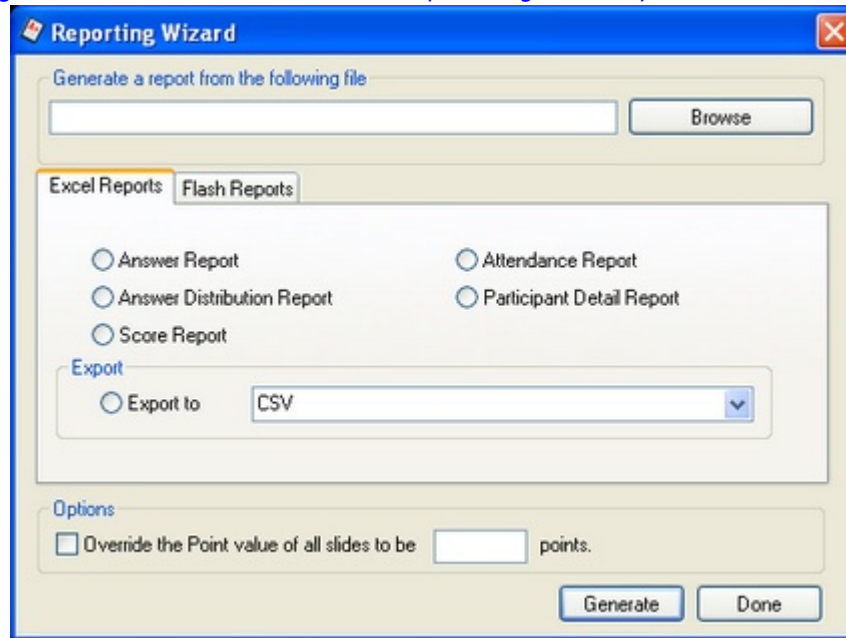 Reporting Wizard
Generate a report from the following file
Browse
Excel Reports Flash Reports
Answer Report Attendance Report
Answer Distribution Report Participant Detail Report
Score Report
Export
Export to CSV
Options
Override the Point value of all slides to be points.
Generate Done